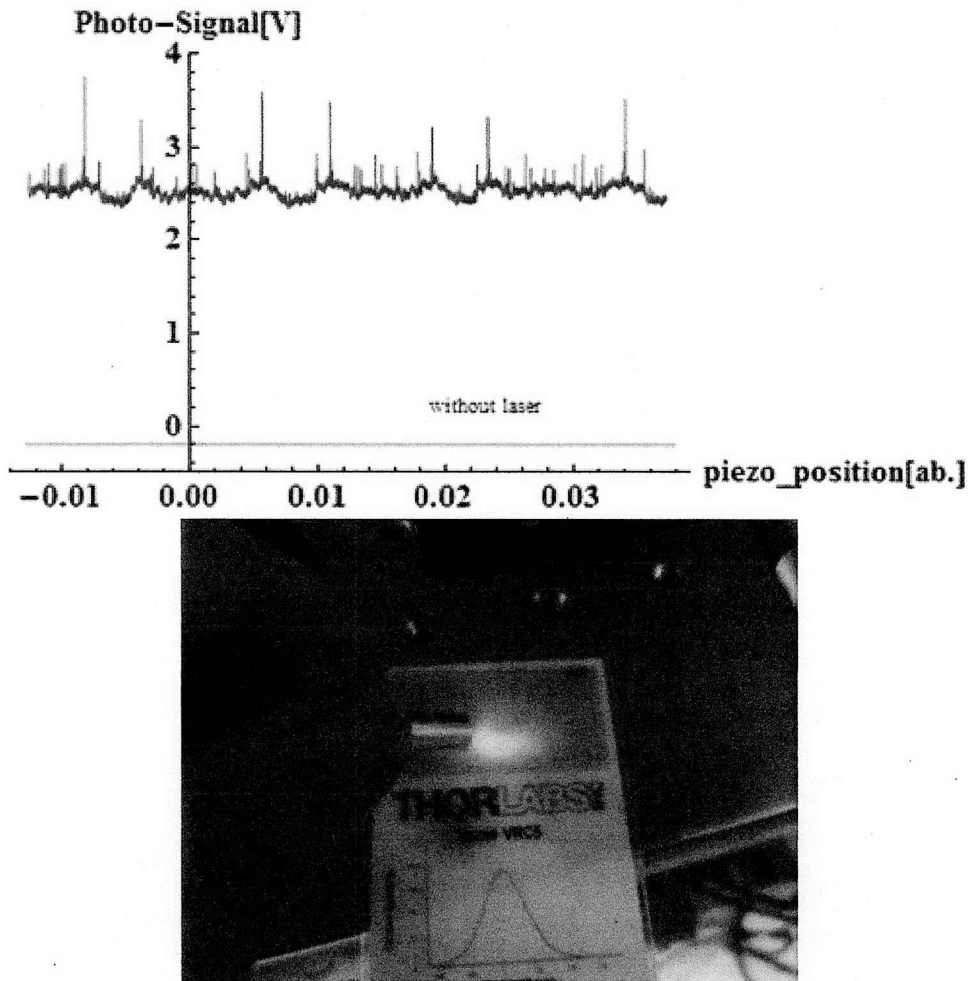 Photo-Signal[V]
4
3
2
1
without laser
0
piezo_position[ab.]
-0.01 0.00 0.01 0.02 0.03
THORLABS
VRC5